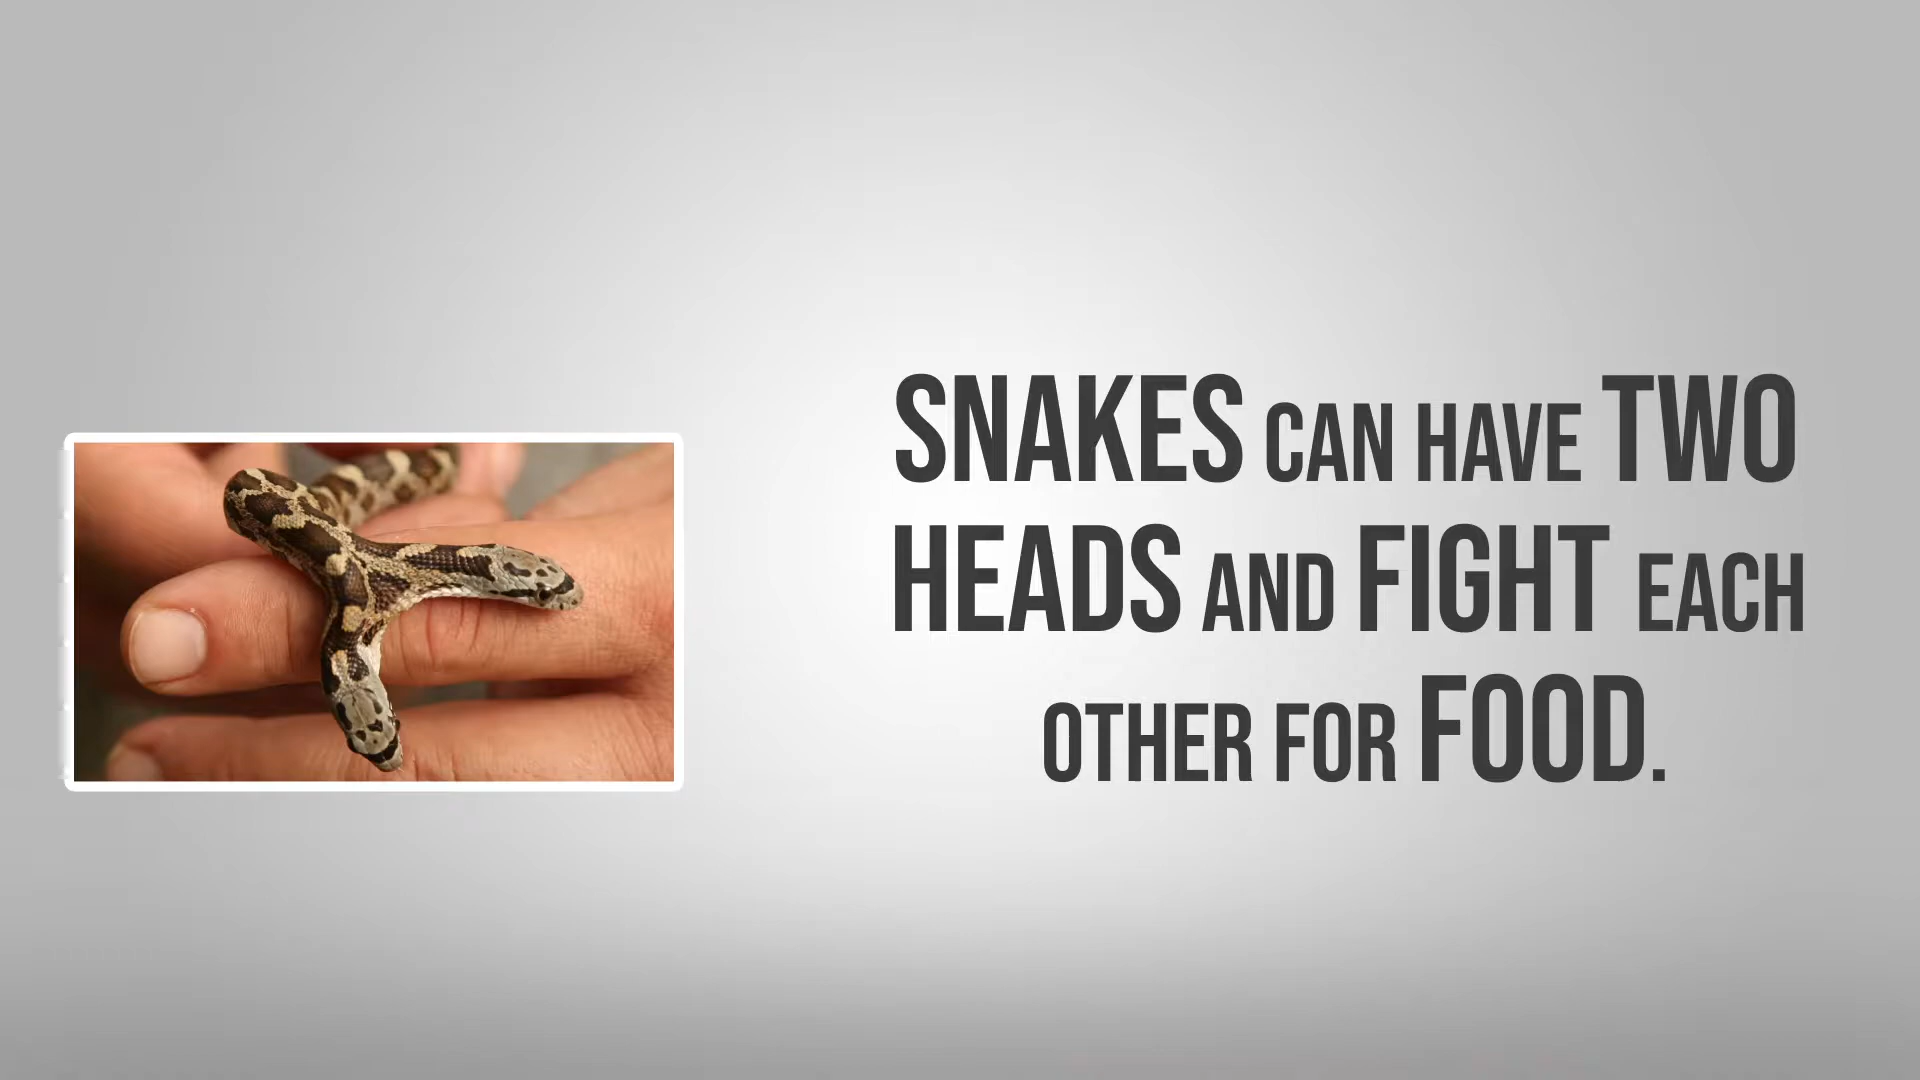 SNAKES CAN HAVE TWO
HEADS AND FIGHT EACH
OTHER FOR FOOD.